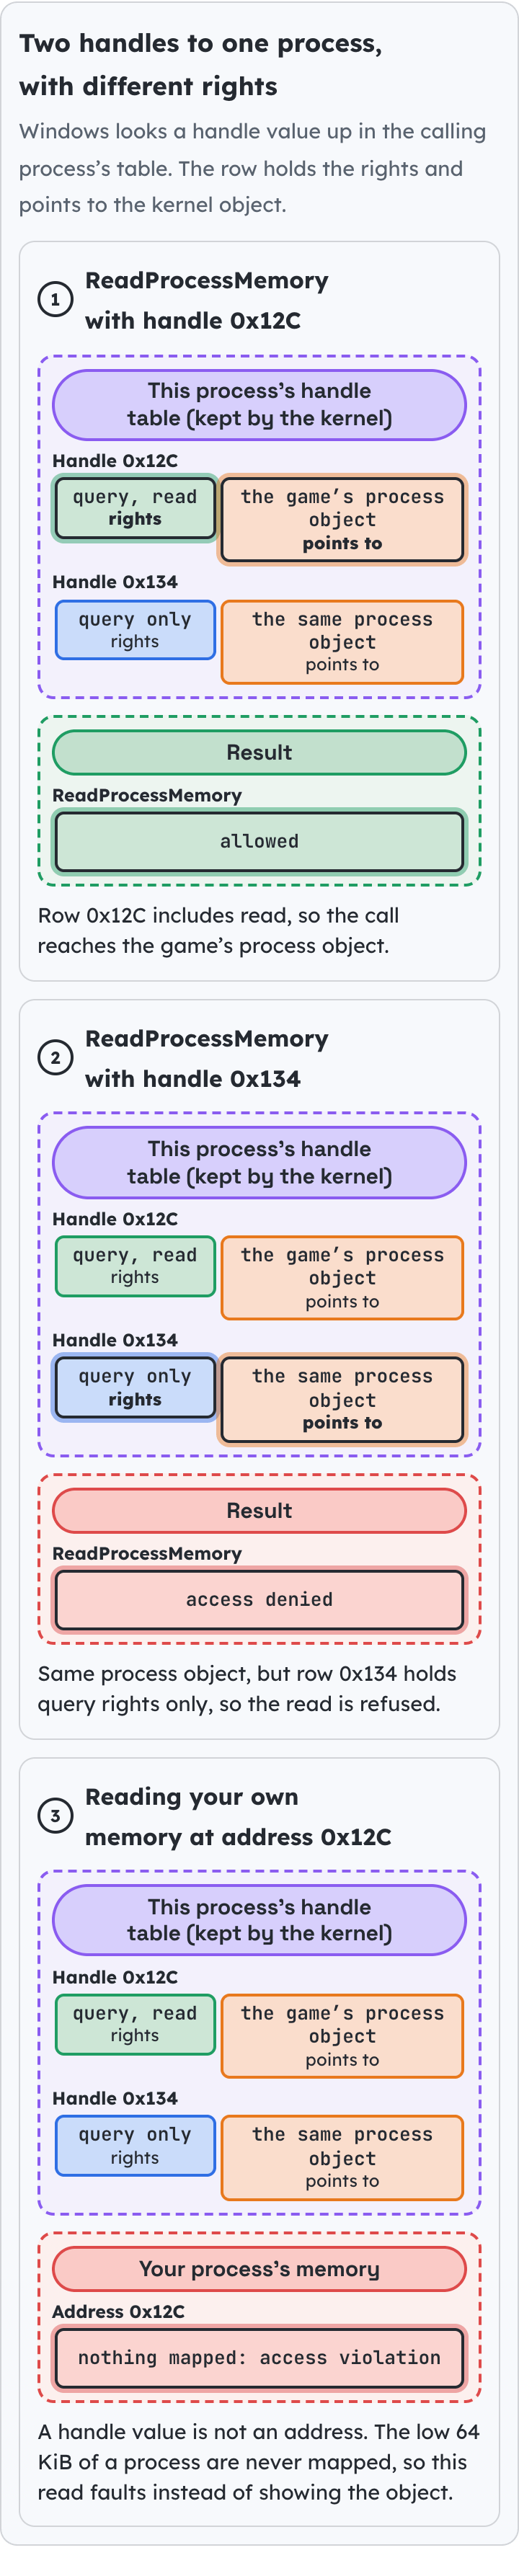 Two handles to one process,
with different rights
Windows looks a handle value up in the calling
process’s table. The row holds the rights and
points to the kernel object.
1
ReadProcessMemory
with handle 0x12C
This process’s handle
table (kept by the kernel)
Handle 0x12C
query, read
rights
the game’s process
object
points to
Handle 0x134
query only
rights
the same process
object
points to
Result
ReadProcessMemory
allowed
Row 0x12C includes read, so the call
reaches the game’s process object.
2
ReadProcessMemory
with handle 0x134
This process’s handle
table (kept by the kernel)
Handle 0x12C
query, read
rights
the game’s process
object
points to
Handle 0x134
query only
rights
the same process
object
points to
Result
ReadProcessMemory
access denied
Same process object, but row 0x134 holds
query rights only, so the read is refused.
3
Reading your own
memory at address 0x12C
This process’s handle
table (kept by the kernel)
Handle 0x12C
query, read
rights
the game’s process
object
points to
Handle 0x134
query only
rights
the same process
object
points to
Your process’s memory
Address 0x12C
nothing mapped: access violation
A handle value is not an address. The low 64
KiB of a process are never mapped, so this
read faults instead of showing the object.